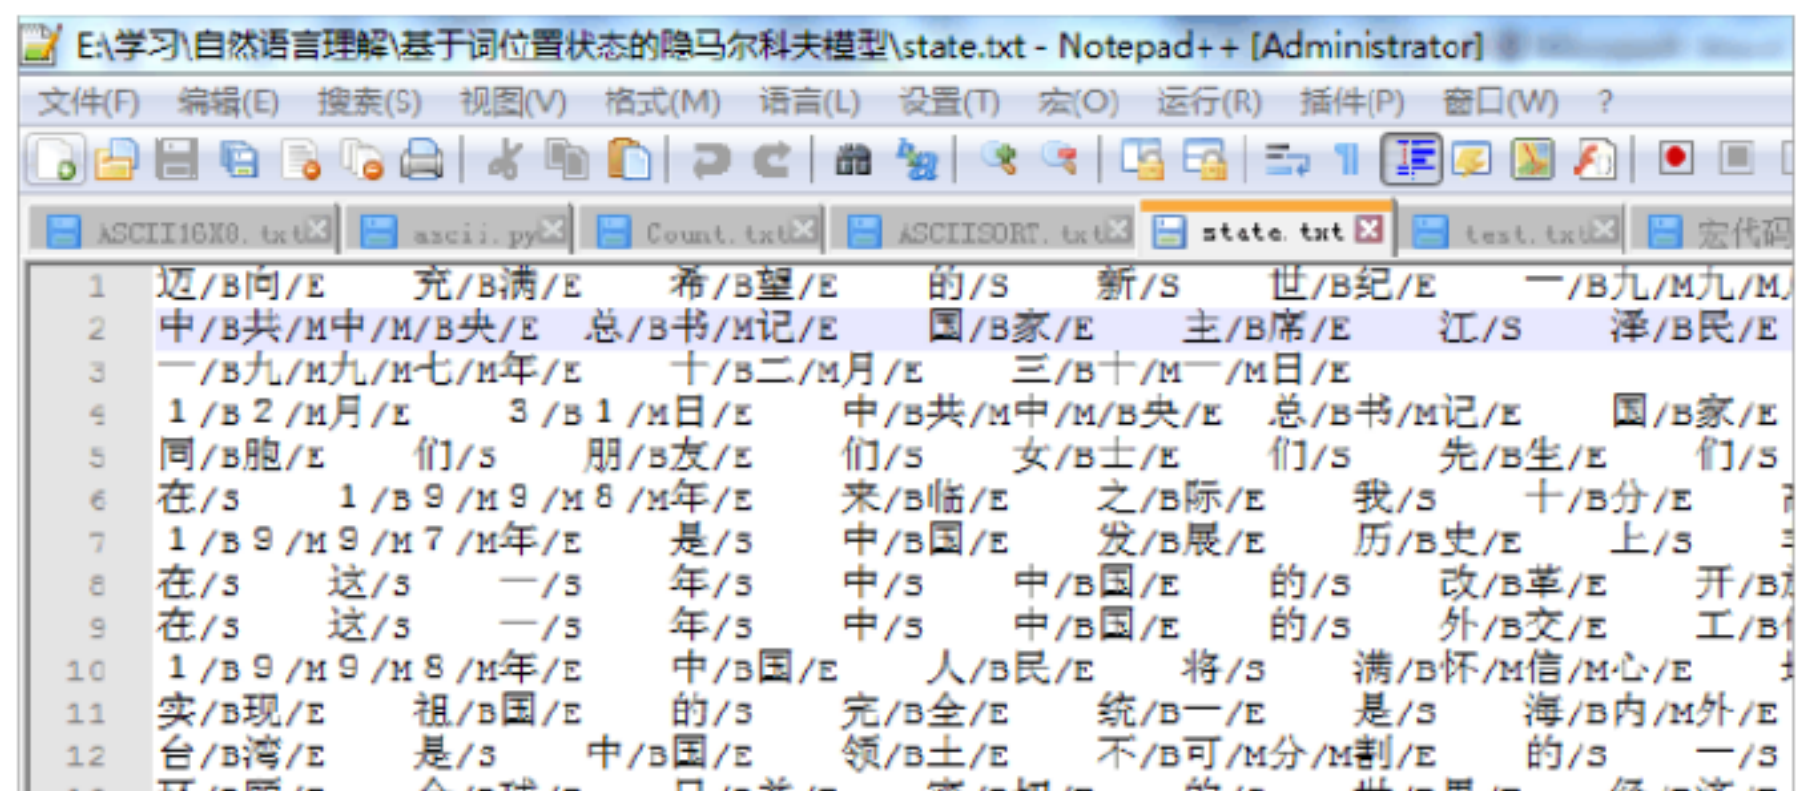 E:\学习\自然语言理解\基于词位置状态的隐马尔科夫模型\state.txt - Notepad++ [Administrator]
文件(F) 编辑(E) 搜索(S) 视图(V) 格式(M) 语言(L) 设置(T) 宏(O) 运行(R) 插件(P) 窗口(W) ?
ASCII16X8.txt ascii.py Count.txt ASCIISORT.txt state.txt test.txt 宏代码
1 迈/B向/E 充/B满/E 希/B望/E 的/S 新/S 世/B纪/E 一/B九/M九/M/
2 中/B共/M中/M/B央/E 总/B书/M记/E 国/B家/E 主/B席/E 江/S 泽/B民/E
3 一/B九/M九/M七/M年/E 十/B二/M月/E 三/B十/M一/M日/E
4 1/B2/M月/E 3/B1/M日/E 中/B共/M中/M/B央/E 总/B书/M记/E 国/B家/E
5 同/B胞/E 们/S 朋/B友/E 们/S 女/B士/E 们/S 先/B生/E 们/S
6 在/S 1/B9/M9/M8/M年/E 来/B临/E 之/B际/E 我/S 十/B分/E
7 1/B9/M9/M7/M年/E 是/S 中/B国/E 发/B展/E 历/B史/E 上/S
8 在/S 这/S 一/S 年/S 中/S 中/B国/E 的/S 改/B革/E 开/B
9 在/S 这/S 一/S 年/S 中/S 中/B国/E 的/S 外/B交/E 工/B
10 1/B9/M9/M8/M年/E 中/B国/E 人/B民/E 将/S 满/B怀/M信/M心/E
11 实/B现/E 祖/B国/E 的/S 完/B全/E 统/B一/E 是/S 海/B内/M外/E
12 台/B湾/E 是/S 中/B国/E 领/B土/E 不/B可/M分/M割/E 的/S 一/S